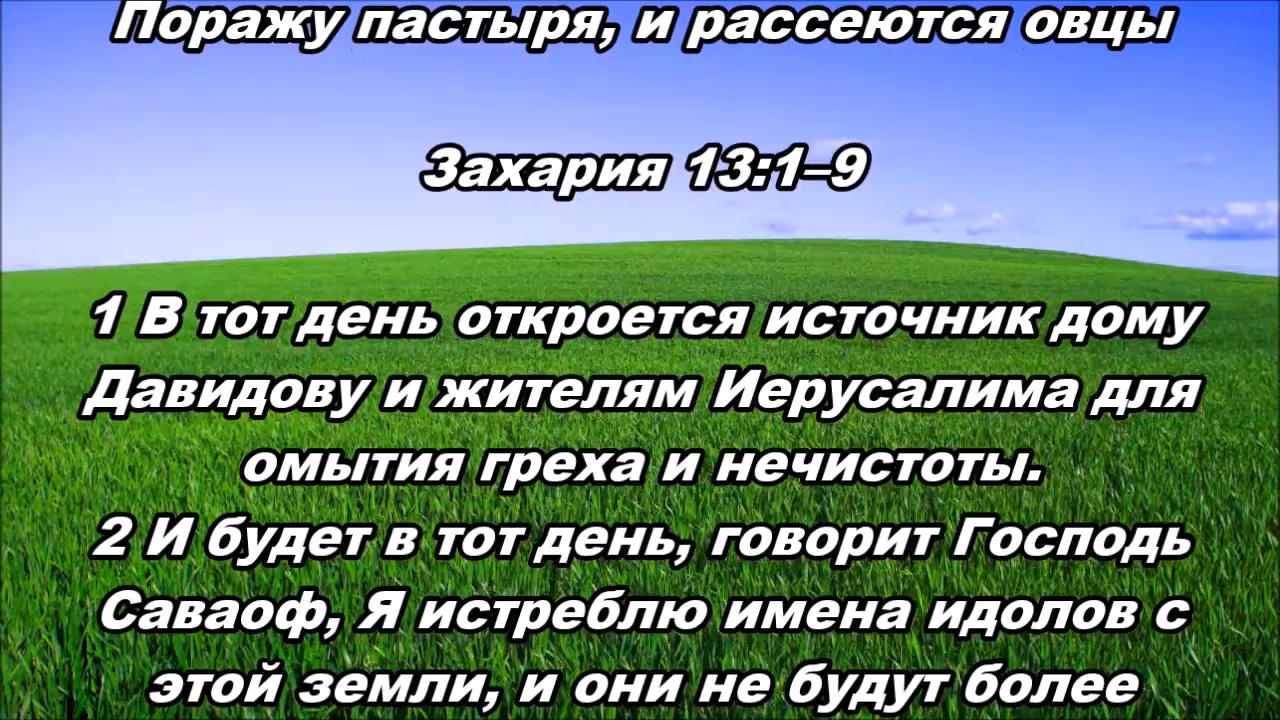 Поражу пастыря, и рассеются овцы
Захария 13:1–9
1 В тот день откроется источник дому
Давидову и жителям Иерусалима для
омытия греха и нечистоты.
2 И будет в тот день, говорит Господь
Саваоф, Я истреблю имена идолов с
этой земли, и они не будут более